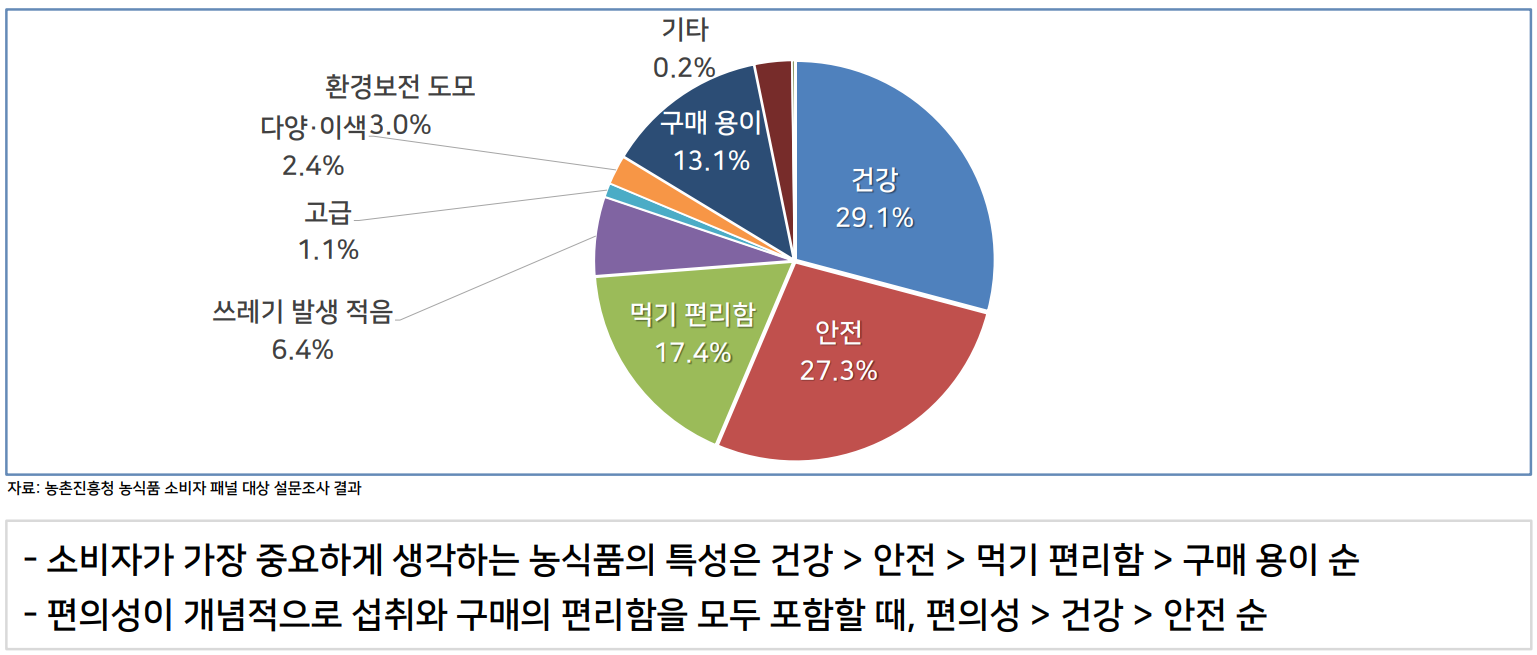 기타
0.2%
환경보전 도모
3.0%
다양·이색
2.4%
고급
1.1%
쓰레기 발생 적음
6.4%
구매 용이
13.1%
건강
29.1%
먹기 편리함
17.4%
안전
27.3%
자료: 농촌진흥청 농식품 소비자 패널 대상 설문조사 결과
- 소비자가 가장 중요하게 생각하는 농식품의 특성은 건강 > 안전 > 먹기 편리함 > 구매 용이 순
- 편의성이 개념적으로 섭취와 구매의 편리함을 모두 포함할 때, 편의성 > 건강 > 안전 순